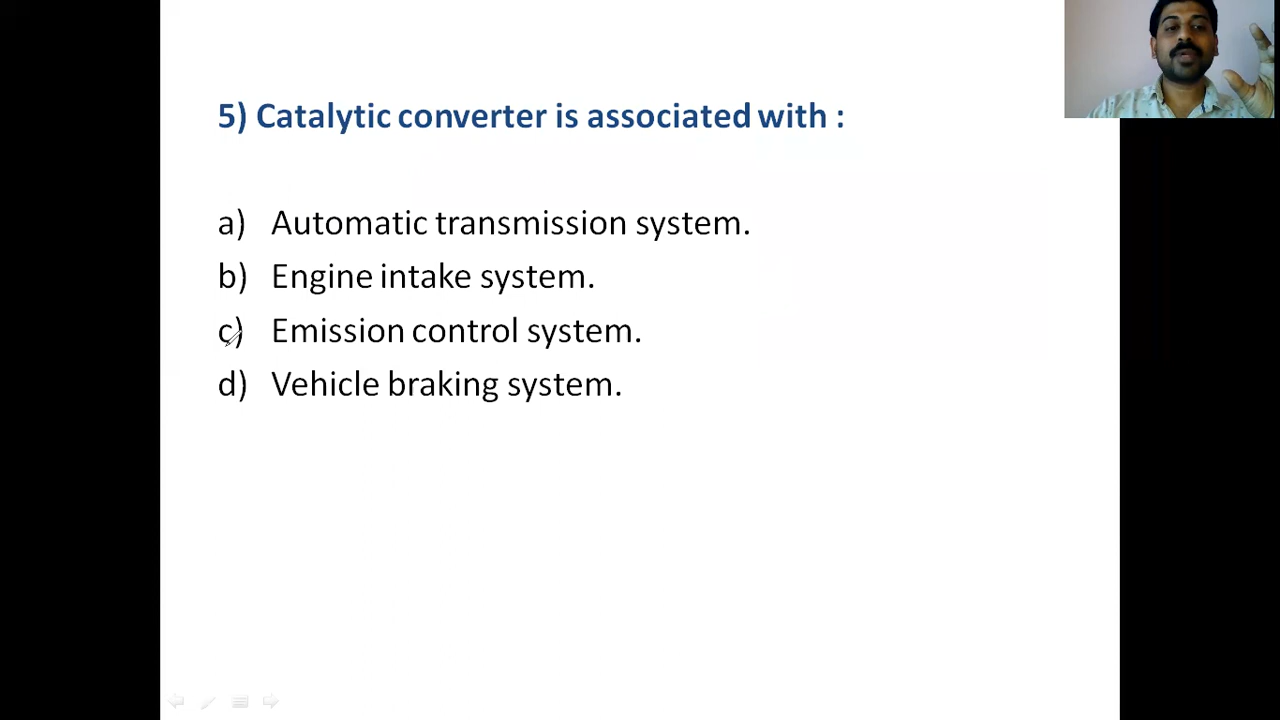 5) Catalytic converter is associated with :
a) Automatic transmission system.
b) Engine intake system.
c) Emission control system.
d) Vehicle braking system.